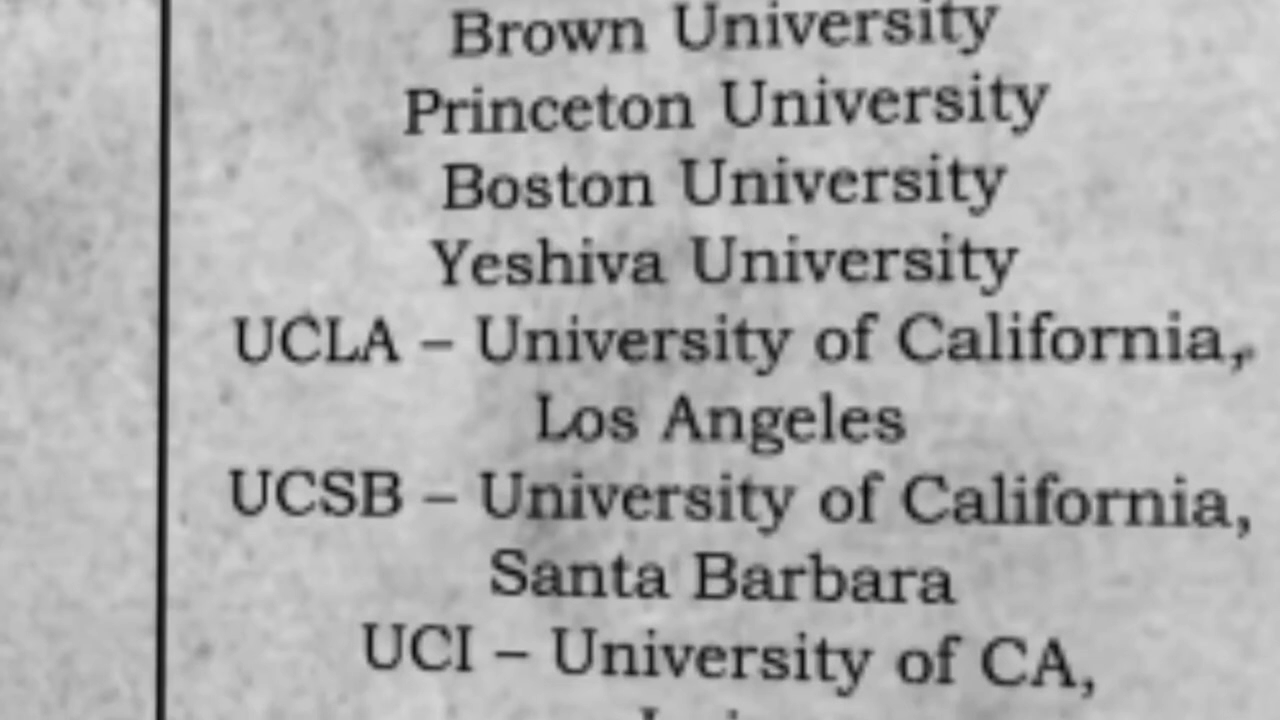 Brown University
Princeton University
Boston University
Yeshiva University
UCLA – University of California,
Los Angeles
UCSB – University of California,
Santa Barbara
UCI – University of CA,